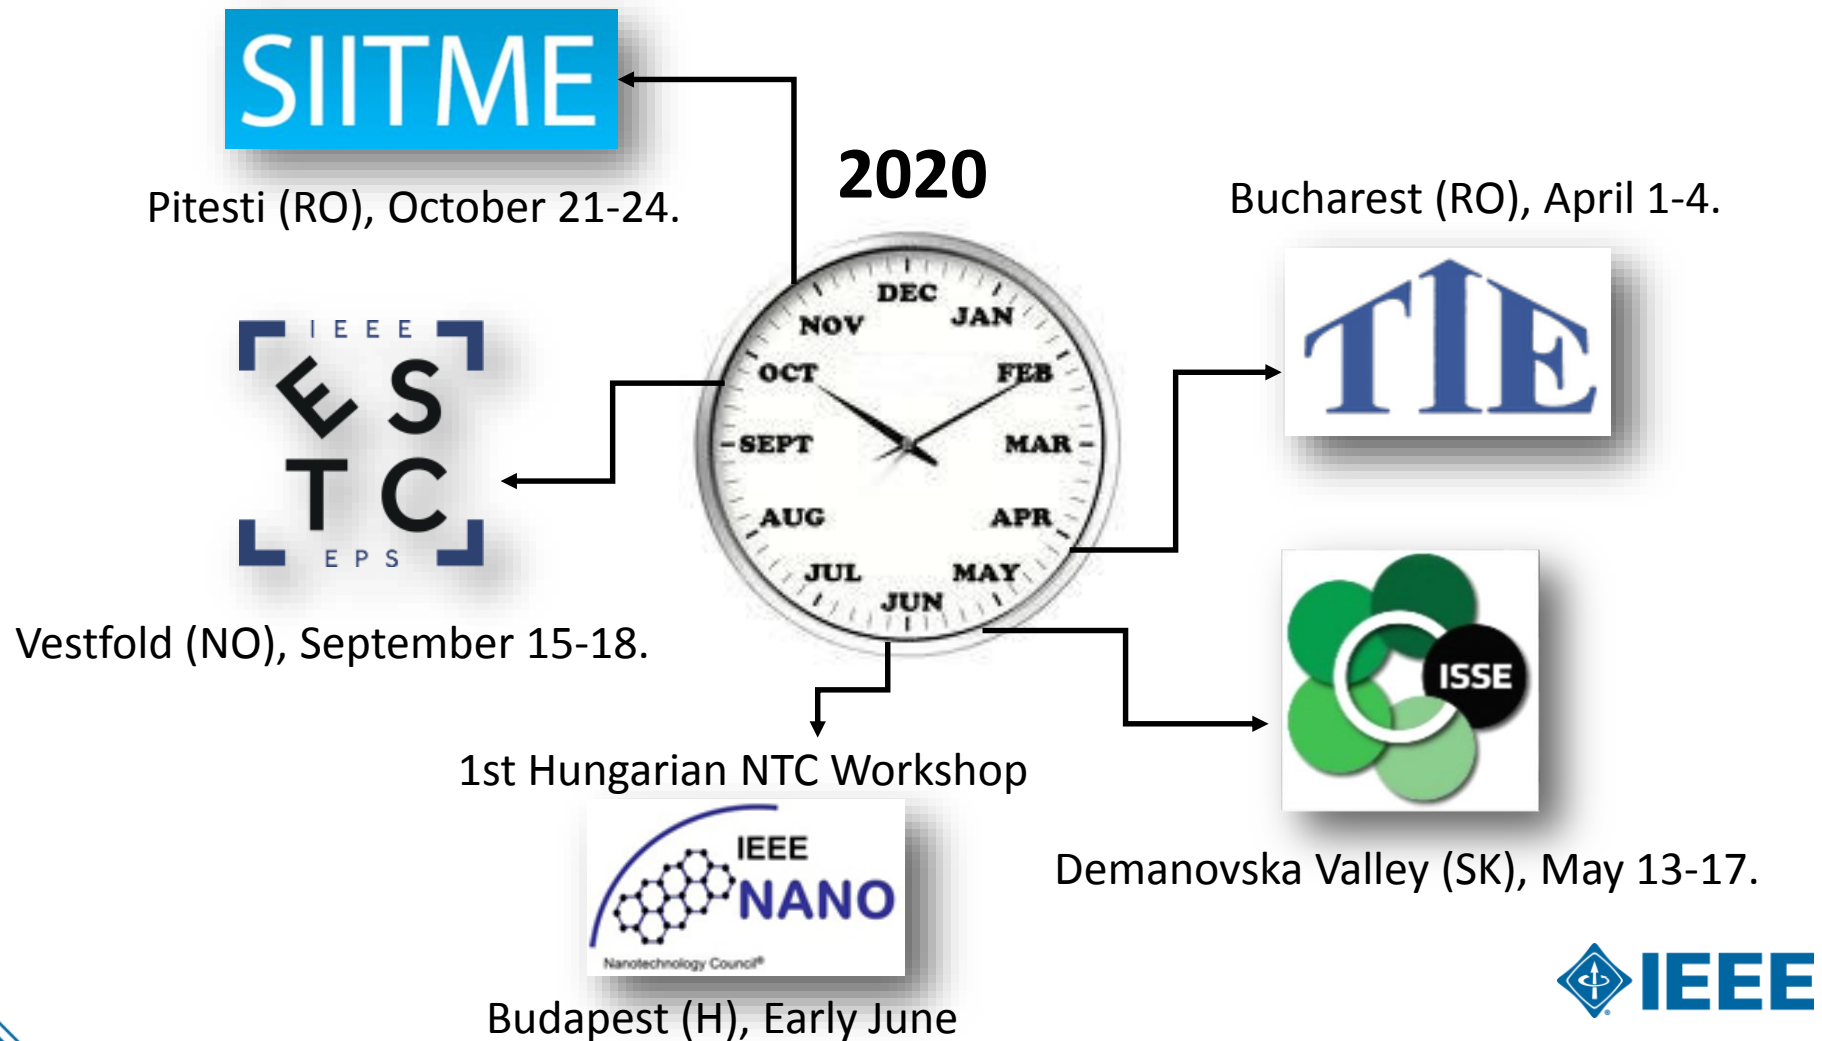 SIITME
Pitesti (RO), October 21-24.
2020
Bucharest (RO), April 1-4.
TIE
IEEE
ES
TC
EPS
Vestfold (NO), September 15-18.
DEC
JAN
FEB
MAR
APR
MAY
JUN
JUL
AUG
SEPT
OCT
NOV
ISSE
Demanovska Valley (SK), May 13-17.
1st Hungarian NTC Workshop
IEEE
NANO
Nanotechnology Council®
Budapest (H), Early June
IEEE